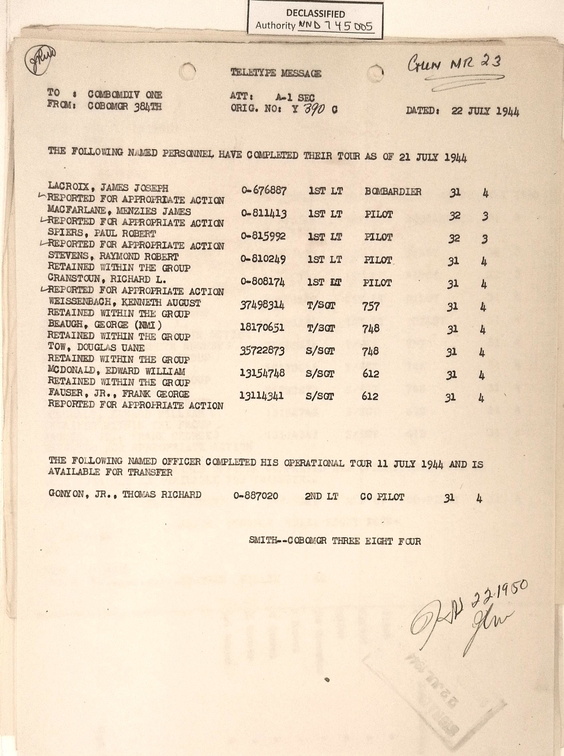 DECLASSIFIED
Authority NND 745005
CHEN NR 23
TELETYPE MESSAGE
TO : COMBOMDIV ONE ATT: A-1 SEC
FROM: COBOMGR 384TH ORIG. NO: Y 390 C DATED: 22 JULY 1944
THE FOLLOWING NAMED PERSONNEL HAVE COMPLETED THEIR TOUR AS OF 21 JULY 1944
LACROIX, JAMES JOSEPH 0-676887 1ST LT BOMBARDIER 31 4
REPORTED FOR APPROPRIATE ACTION
MACFARLANE, MENZIES JAMES 0-811413 1ST LT PILOT 32 3
REPORTED FOR APPROPRIATE ACTION
SPIERS, PAUL ROBERT 0-815992 1ST LT PILOT 32 3
REPORTED FOR APPROPRIATE ACTION
STEVENS, RAYMOND ROBERT 0-810249 1ST LT PILOT 31 4
RETAINED WITHIN THE GROUP
CRANSTOUN, RICHARD L. 0-808174 1ST LT PILOT 31 4
REPORTED FOR APPROPRIATE ACTION
WEISSENBACH, KENNETH AUGUST 37498314 T/SGT 757 31 4
RETAINED WITHIN THE GROUP
BEAUGH, GEORGE (NMI) 18170651 T/SGT 748 31 4
RETAINED WITHIN THE GROUP
TOW, DOUGLAS UANE 35722873 S/SGT 748 31 4
RETAINED WITHIN THE GROUP
MCDONALD, EDWARD WILLIAM 13154748 S/SGT 612 31 4
RETAINED WITHIN THE GROUP
FAUSER, JR., FRANK GEORGE 13114341 S/SGT 612 31 4
REPORTED FOR APPROPRIATE ACTION
THE FOLLOWING NAMED OFFICER COMPLETED HIS OPERATIONAL TOUR 11 JULY 1944 AND IS
AVAILABLE FOR TRANSFER
GONYON, JR., THOMAS RICHARD 0-887020 2ND LT CO PILOT 31 4
SMITH--COBOMGR THREE EIGHT FOUR
22 1950